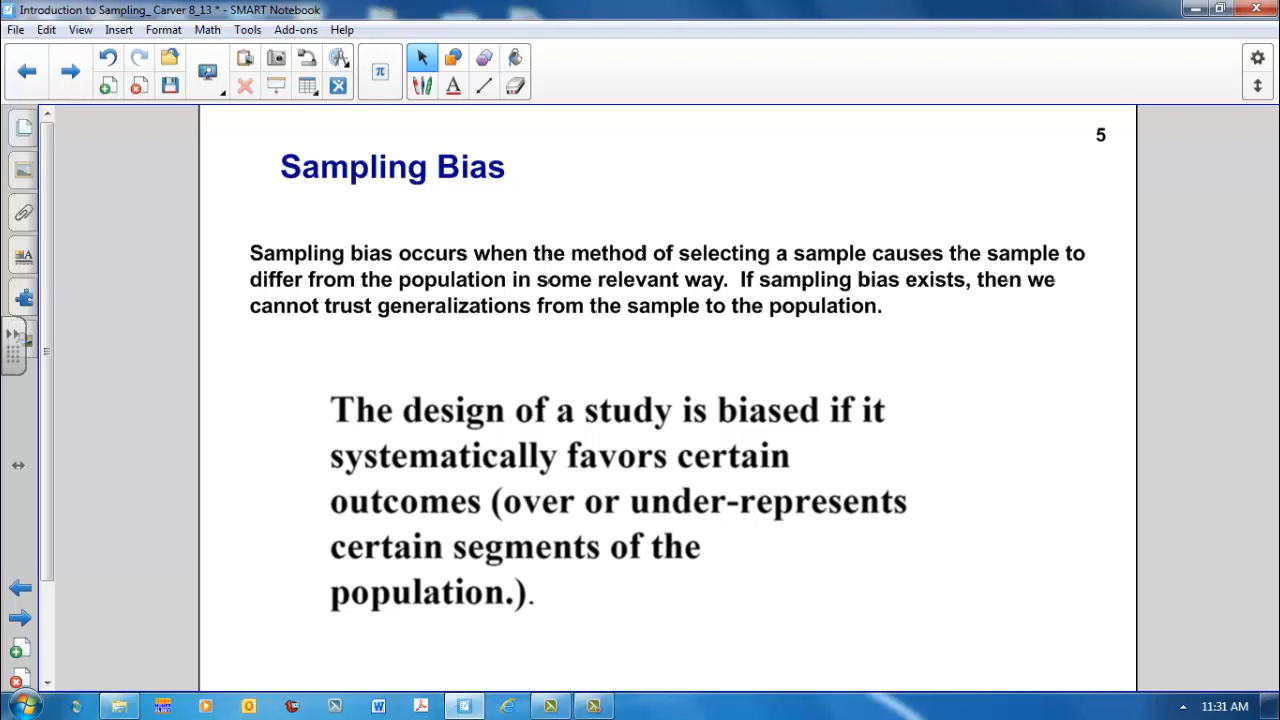 Introduction to Sampling_ Carver 8_13 * - SMART Notebook
File Edit View Insert Format Math Tools Add-ons Help
5
Sampling Bias
Sampling bias occurs when the method of selecting a sample causes the sample to
differ from the population in some relevant way. If sampling bias exists, then we
cannot trust generalizations from the sample to the population.
The design of a study is biased if it
systematically favors certain
outcomes (over or under-represents
certain segments of the
population.).
11:31 AM